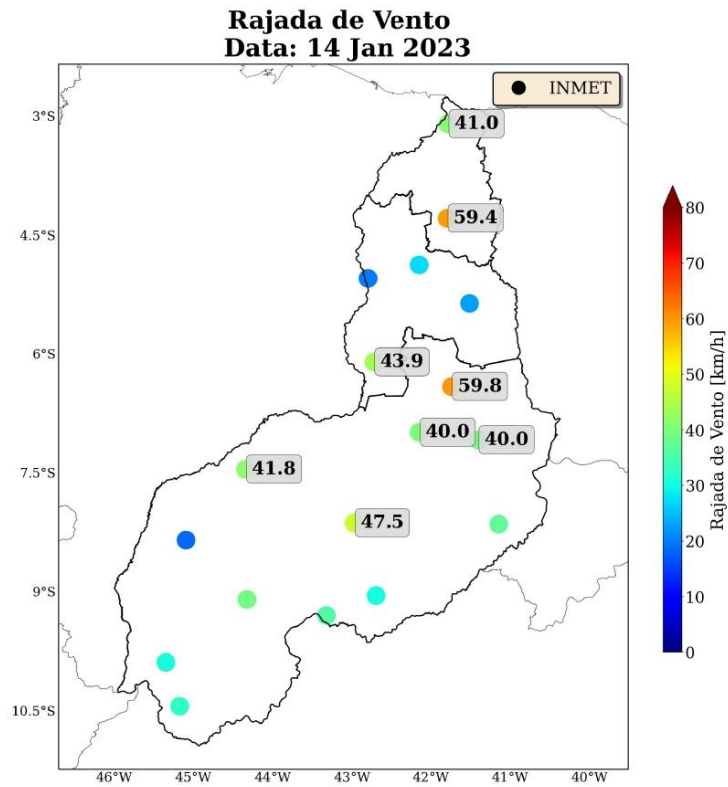 Rajada de Vento
Data: 14 Jan 2023
INMET
3°S
4.5°S
6°S
7.5°S
9°S
10.5°S
41.0
59.4
43.9
59.8
40.0
40.0
41.8
47.5
46°W
45°W
44°W
43°W
42°W
41°W
40°W
80
70
60
50
40
30
20
10
0
Rajada de Vento [km/h]